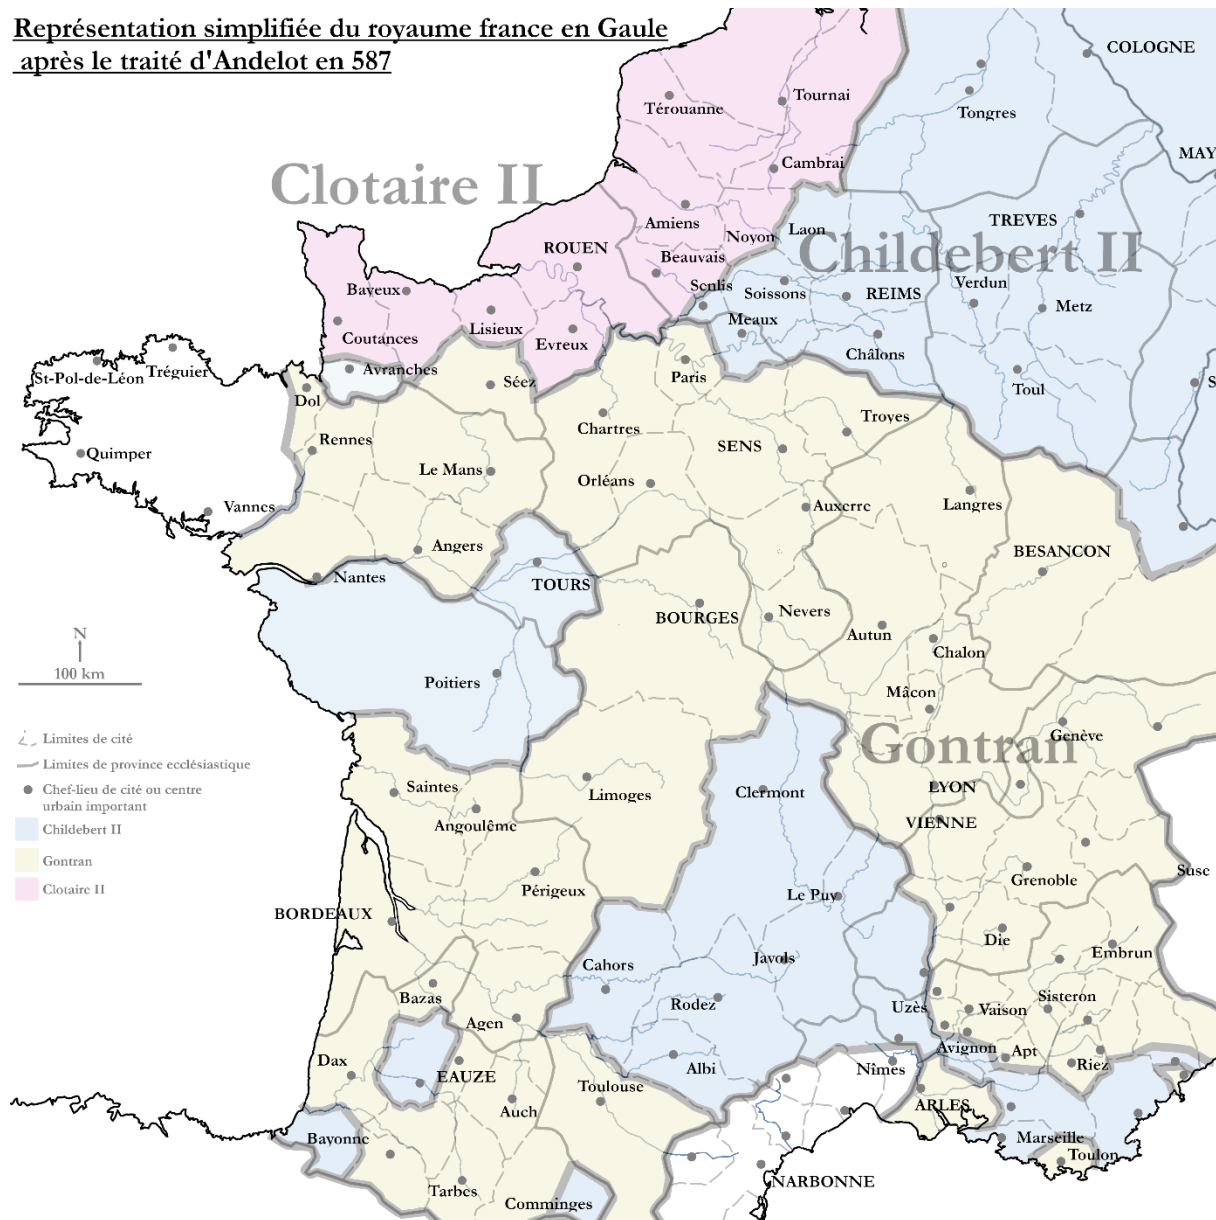 Représentation simplifiée du royaume france en Gaule
après le traité d'Andelot en 587
COLOGNE
Térouanne
Tournai
Tongres
MAY
Cambrai
Clotaire II
Amiens
Noyon
Laon
TREVES
ROUEN
Beauvais
Childebert II
Senlis
Soissons
REIMS
Verdun
Metz
Bayeux
Coutances
Lisieux
Evreux
Meaux
Châlons
St-Pol-de-Léon
Tréguier
Avranches
Séez
Paris
Toul
S
Dol
Rennes
Chartres
Troyes
Quimper
Le Mans
Orléans
SENS
Vannes
Auxerre
Langres
Angers
BESANCON
Nantes
TOURS
BOURGES
Nevers
Autun
Chalon
N
100 km
Poitiers
Mâcon
Limites de cité
Limites de province ecclésiastique
Chef-lieu de cité ou centre
urbain important
Childebert II
Gontran
Clotaire II
Genève
Gontran
Saintes
Angoulême
Limoges
Clermont
LYON
VIENNE
Périgeux
Le Puy
Grenoble
Suse
BORDEAUX
Die
Embrun
Cahors
Javols
Bazas
Rodez
Uzès
Vaison
Sisteron
Agen
Avignon
Apt
Riez
Dax
EAUZE
Toulouse
Albi
Nîmes
Auch
ARLES
Bayonne
Marseille
Toulon
Tarbes
Comminges
NARBONNE